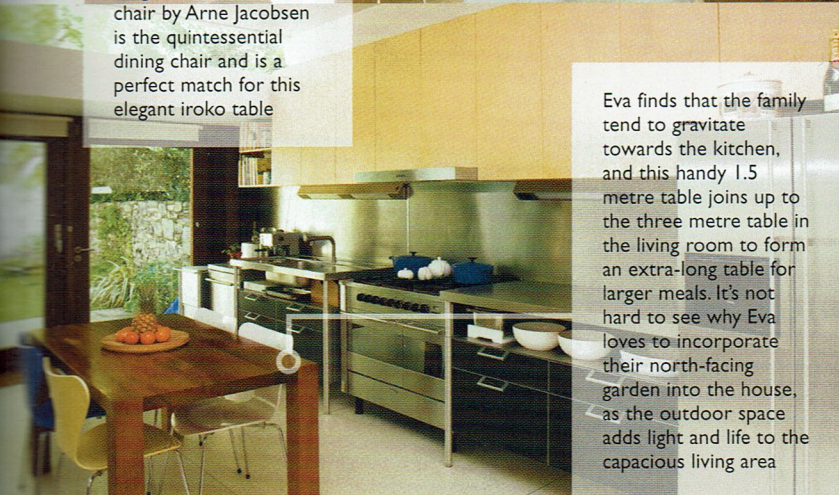 chair by Arne Jacobsen
is the quintessential
dining chair and is a
perfect match for this
elegant iroko table
Eva finds that the family
tend to gravitate
towards the kitchen,
and this handy 1.5
metre table joins up to
the three metre table in
the living room to form
an extra-long table for
larger meals. It's not
hard to see why Eva
loves to incorporate
their north-facing
garden into the house,
as the outdoor space
adds light and life to the
capacious living area